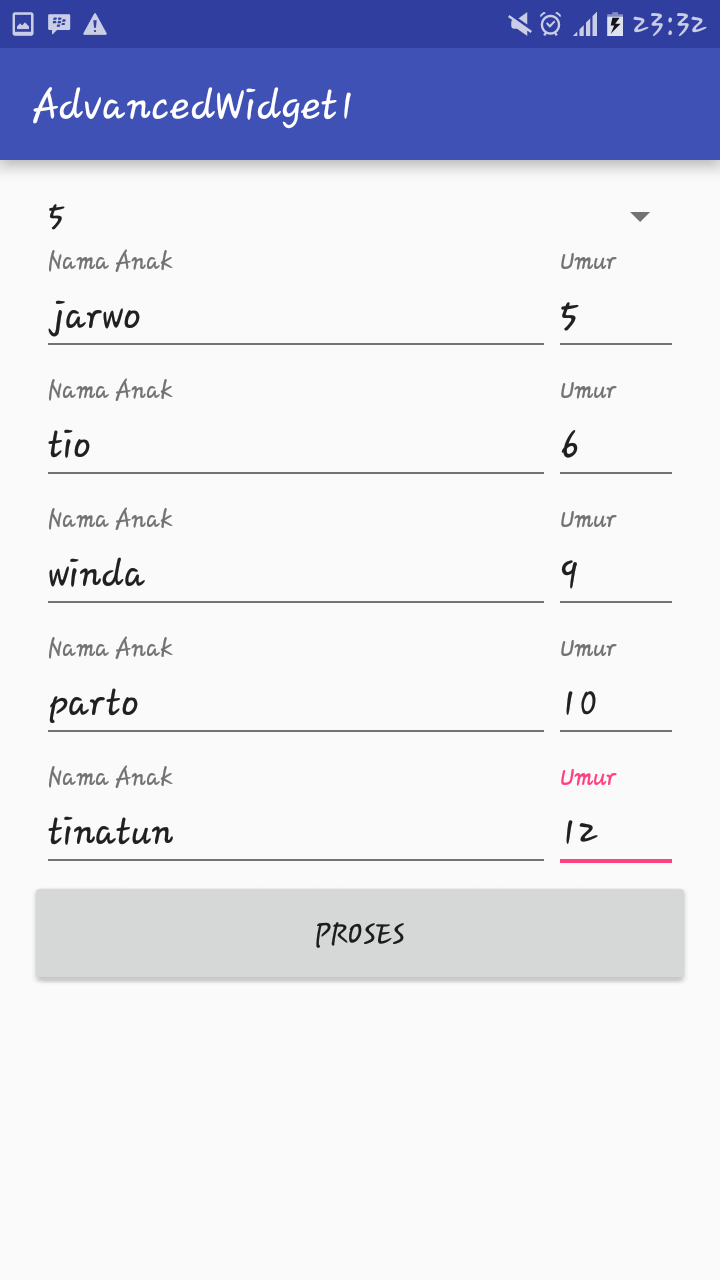 23:32
AdvancedWidget1
5
Nama Anak Umur
jarwo 5
Nama Anak Umur
tio 6
Nama Anak Umur
winda 9
Nama Anak Umur
parto 10
Nama Anak Umur
tinatun 12
PROSES